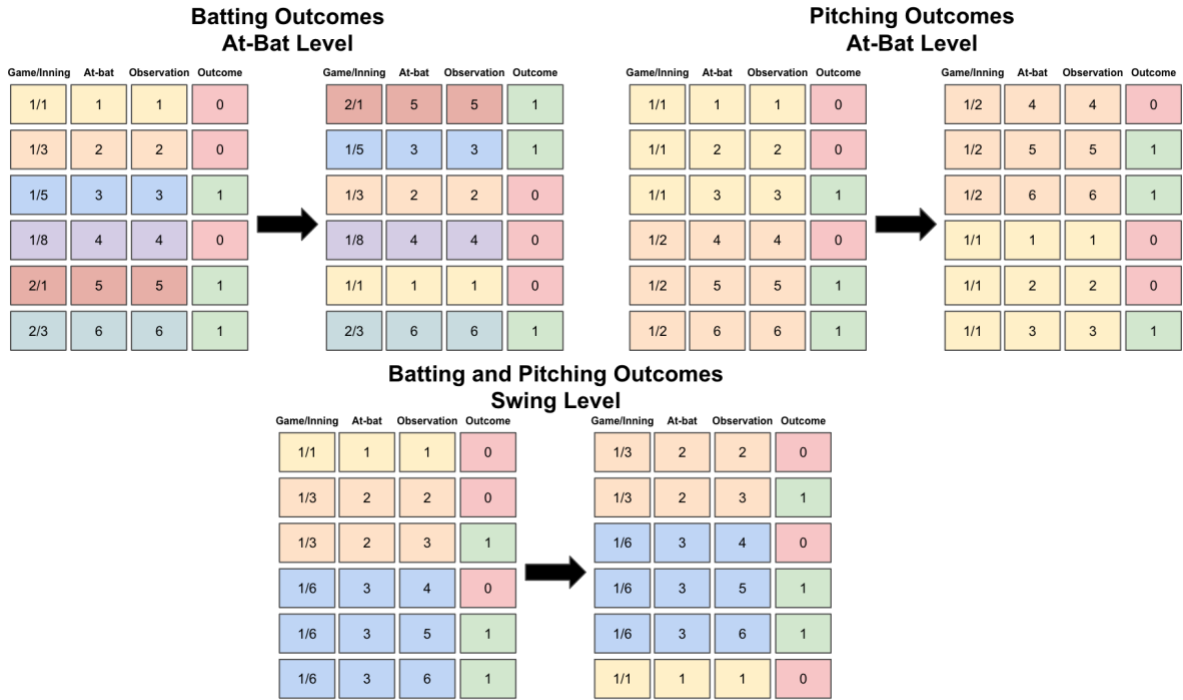 Batting Outcomes
At-Bat Level
Game/Inning At-bat Observation Outcome
1/1 1 1 0
1/3 2 2 0
1/5 3 3 1
1/8 4 4 0
2/1 5 5 1
2/3 6 6 1
Game/Inning At-bat Observation Outcome
2/1 5 5 1
1/5 3 3 1
1/3 2 2 0
1/8 4 4 0
1/1 1 1 0
2/3 6 6 1
Pitching Outcomes
At-Bat Level
Game/Inning At-bat Observation Outcome
1/1 1 1 0
1/1 2 2 0
1/1 3 3 1
1/2 4 4 0
1/2 5 5 1
1/2 6 6 1
Game/Inning At-bat Observation Outcome
1/2 4 4 0
1/2 5 5 1
1/2 6 6 1
1/1 1 1 0
1/1 2 2 0
1/1 3 3 1
Batting and Pitching Outcomes
Swing Level
Game/Inning At-bat Observation Outcome
1/1 1 1 0
1/3 2 2 0
1/3 2 3 1
1/6 3 4 0
1/6 3 5 1
1/6 3 6 1
Game/Inning At-bat Observation Outcome
1/3 2 2 0
1/3 2 3 1
1/6 3 4 0
1/6 3 5 1
1/6 3 6 1
1/1 1 1 0